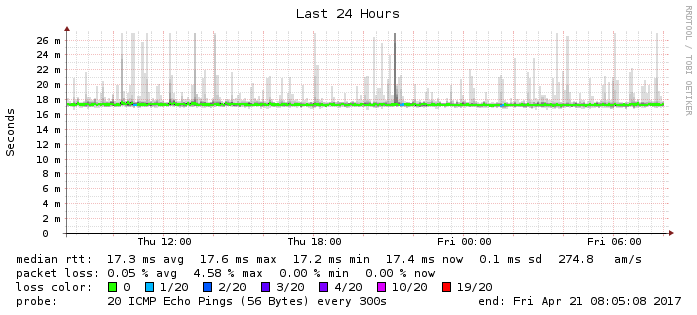 Last 24 Hours
RRDTOOL / TOBI OETIKER
Seconds
26 m
24 m
22 m
20 m
18 m
16 m
14 m
12 m
10 m
8 m
6 m
4 m
2 m
0
Thu 12:00 Thu 18:00 Fri 00:00 Fri 06:00
median rtt: 17.3 ms avg 17.6 ms max 17.2 ms min 17.4 ms now 0.1 ms sd 274.8 am/s
packet loss: 0.05 % avg 4.58 % max 0.00 % min 0.00 % now
loss color: 0 1/20 2/20 3/20 4/20 10/20 19/20
probe: 20 ICMP Echo Pings (56 Bytes) every 300s end: Fri Apr 21 08:05:08 2017